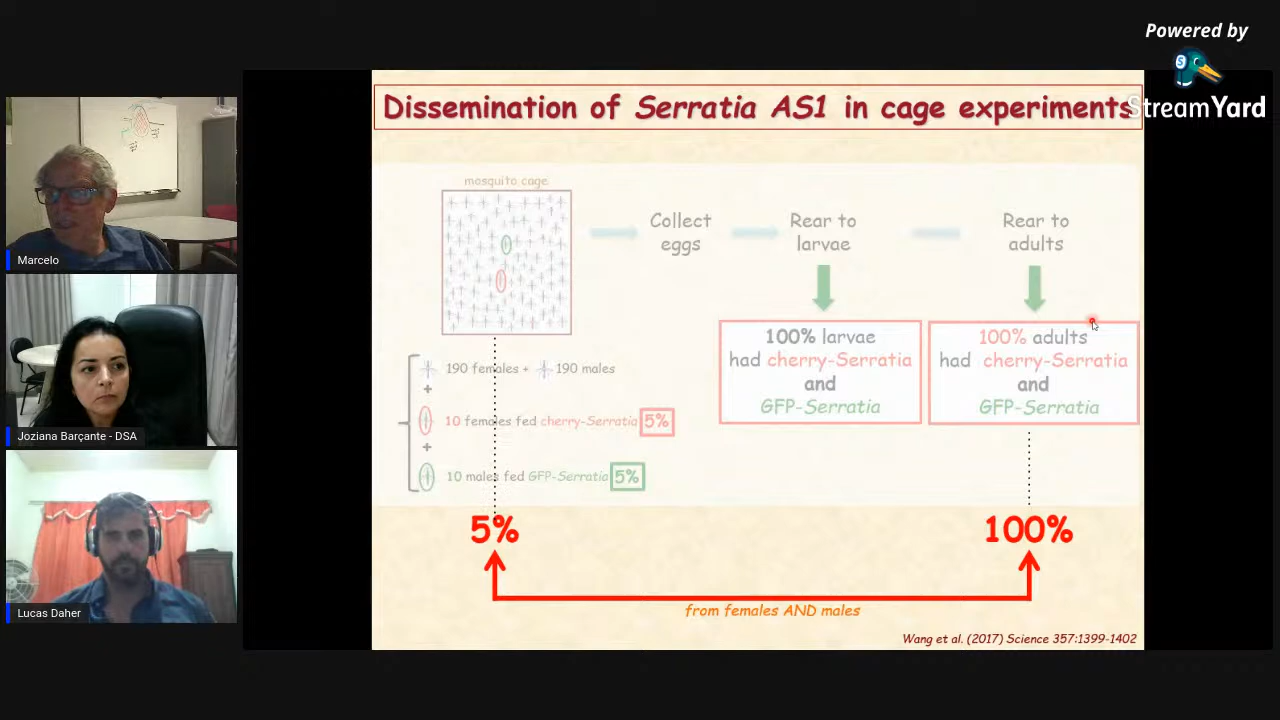 Powered by
StreamYard
Dissemination of Serratia AS1 in cage experiments
mosquito cage
Collect
eggs
Rear to
larvae
Rear to
adults
100% larvae
had cherry-Serratia
and
GFP-Serratia
100% adults
had cherry-Serratia
and
GFP-Serratia
190 females + 190 males
+
10 females fed cherry-Serratia 5%
+
10 males fed GFP-Serratia 5%
5%
100%
from females AND males
Wang et al. (2017) Science 357:1399-1402
Marcelo
Joziana Barçante - DSA
Lucas Daher